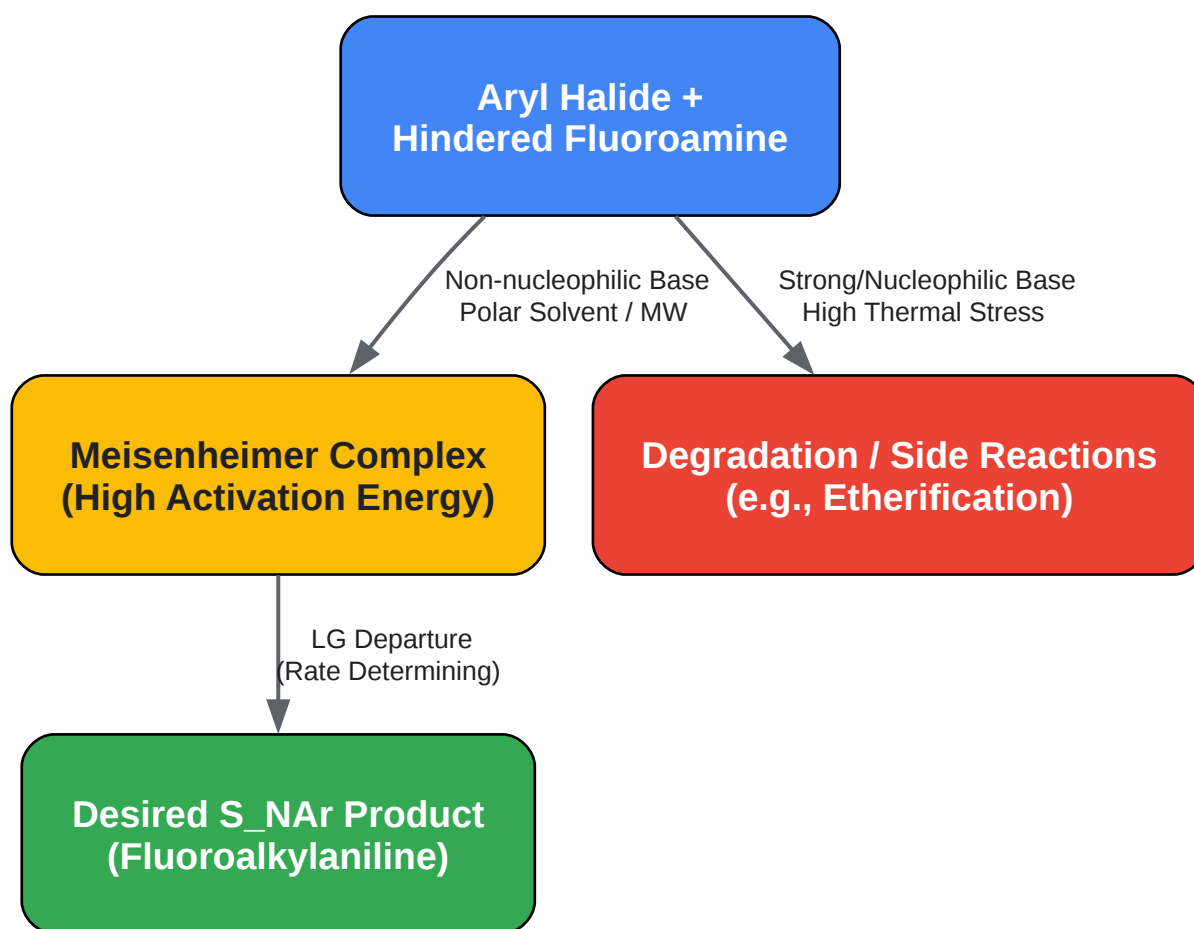 Aryl Halide +
Hindered Fluoroamine
Non-nucleophilic Base
Polar Solvent / MW
Strong/Nucleophilic Base
High Thermal Stress
Meisenheimer Complex
(High Activation Energy)
Degradation / Side Reactions
(e.g., Etherification)
LG Departure
(Rate Determining)
Desired S_NAr Product
(Fluoroalkylaniline)